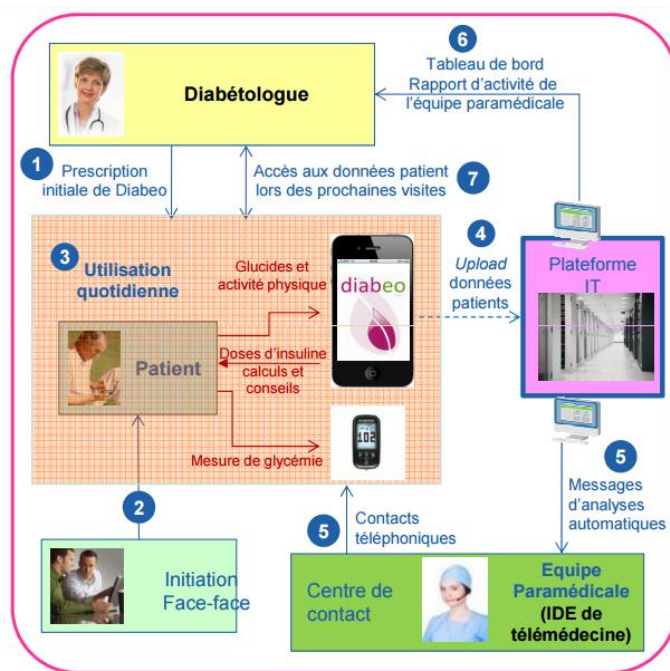 6
Tableau de bord
Rapport d'activité de
l'équipe paramédicale
Diabétologue
1
Prescription
initiale de Diabeo
Accès aux données patient
lors des prochaines visites
7
3
Utilisation
quotidienne
Glucides et
activité physique
diabeo
4
Upload
données
patients
Plateforme
IT
Patient
Doses d'insuline
calculs et
conseils
102
Mesure de glycémie
2
5
Contacts
téléphoniques
5
Messages
d'analyses
automatiques
Initiation
Face-face
Centre de
contact
Equipe
Paramédicale
(IDE de
télémédecine)